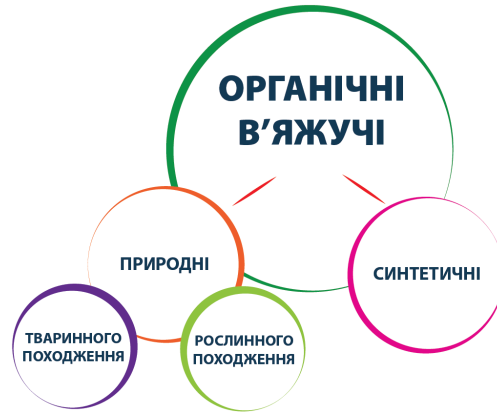 ОРГАНІЧНІ
В’ЯЖУЧІ
ПРИРОДНІ
СИНТЕТИЧНІ
ТВАРИННОГО
ПОХОДЖЕННЯ
РОСЛИННОГО
ПОХОДЖЕННЯ